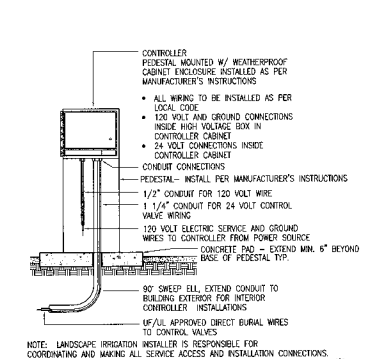 CONTROLLER
PEDESTAL MOUNTED W/ WEATHERPROOF
CABINET ENCLOSURE INSTALLED AS PER
MANUFACTURER'S INSTRUCTIONS
• ALL WIRING TO BE INSTALLED AS PER
LOCAL CODE
• 120 VOLT AND GROUND CONNECTIONS
INSIDE HIGH VOLTAGE BOX IN
CONTROLLER CABINET
• 24 VOLT CONNECTIONS INSIDE
CONTROLLER CABINET
CONDUIT CONNECTIONS
PEDESTAL- INSTALL PER MANUFACTURER'S INSTRUCTIONS
1/2" CONDUIT FOR 120 VOLT WIRE
1 1/4" CONDUIT FOR 24 VOLT CONTROL
VALVE WIRING
120 VOLT ELECTRIC SERVICE AND GROUND
WIRES TO CONTROLLER FROM POWER SOURCE
CONCRETE PAD - EXTEND MIN. 6" BEYOND
BASE OF PEDESTAL TYP.
90° SWEEP ELL, EXTEND CONDUIT TO
BUILDING EXTERIOR FOR INTERIOR
CONTROLLER INSTALLATIONS
UF/UL APPROVED DIRECT BURIAL WIRES
TO CONTROL VALVES
NOTE: LANDSCAPE IRRIGATION INSTALLER IS RESPONSIBLE FOR
COORDINATING AND MAKING ALL SERVICE ACCESS AND INSTALLATION CONNECTIONS.